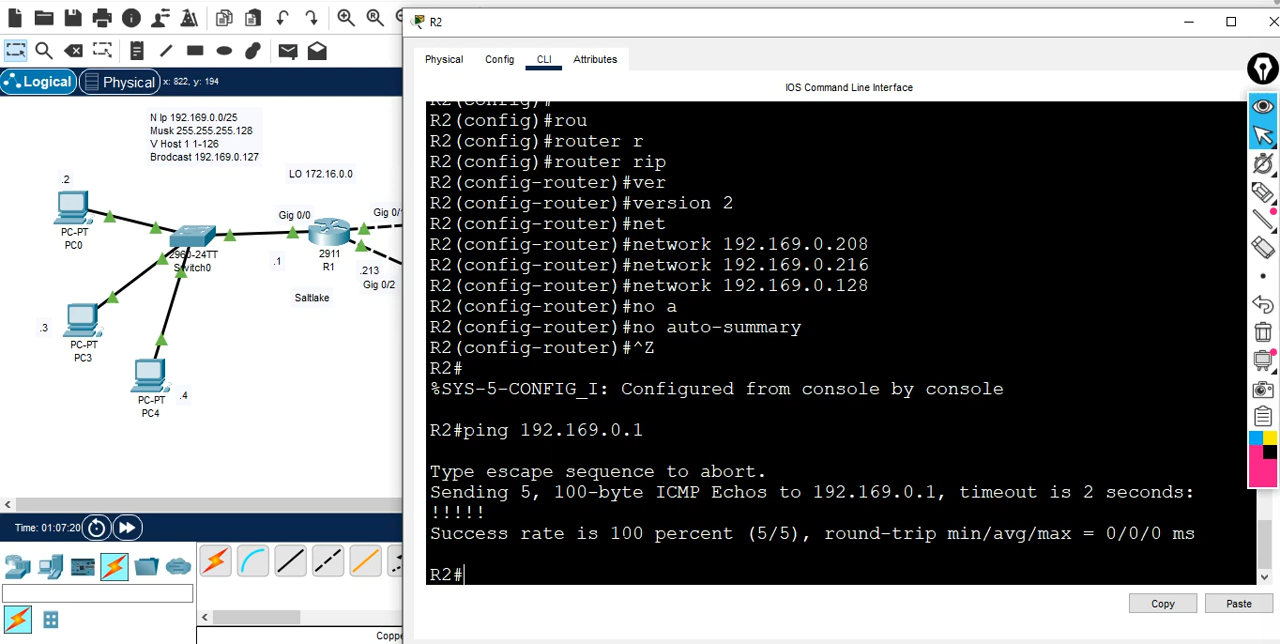 R2
Physical
Config
CLI
Attributes
IOS Command Line Interface
Logical
Physical
x: 822, y: 194
N Ip 192.169.0.0/25
Musk 255.255.255.128
V Host 1 1-126
Brodcast 192.169.0.127
LO 172.16.0.0
.2
PC-PT
PC0
2960-24TT
Switch0
Gig 0/0
Gig 0/
.1
2911
R1
.213
Gig 0/2
Saltlake
.3
PC-PT
PC3
PC-PT
PC4
.4
R2(config)#
R2(config)#rou
R2(config)#router r
R2(config)#router rip
R2(config-router)#ver
R2(config-router)#version 2
R2(config-router)#net
R2(config-router)#network 192.169.0.208
R2(config-router)#network 192.169.0.216
R2(config-router)#network 192.169.0.128
R2(config-router)#no a
R2(config-router)#no auto-summary
R2(config-router)#^Z
R2#
%SYS-5-CONFIG_I: Configured from console by console
R2#ping 192.169.0.1
Type escape sequence to abort.
Sending 5, 100-byte ICMP Echos to 192.169.0.1, timeout is 2 seconds:
!!!!!
Success rate is 100 percent (5/5), round-trip min/avg/max = 0/0/0 ms
R2#
Copy
Paste
Time: 01:07:20
Coppe